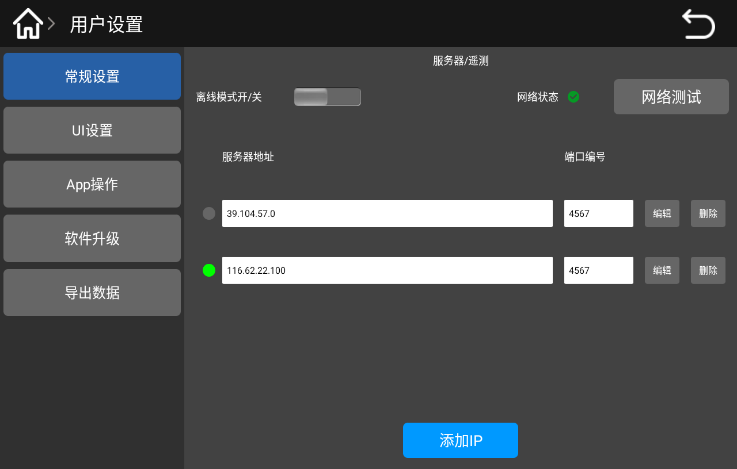 用户设置
常规设置
UI设置
App操作
软件升级
导出数据
服务器/遥测
离线模式开/关
网络状态
网络测试
服务器地址 端口编号
39.104.57.0 4567 编辑 删除
116.62.22.100 4567 编辑 删除
添加IP